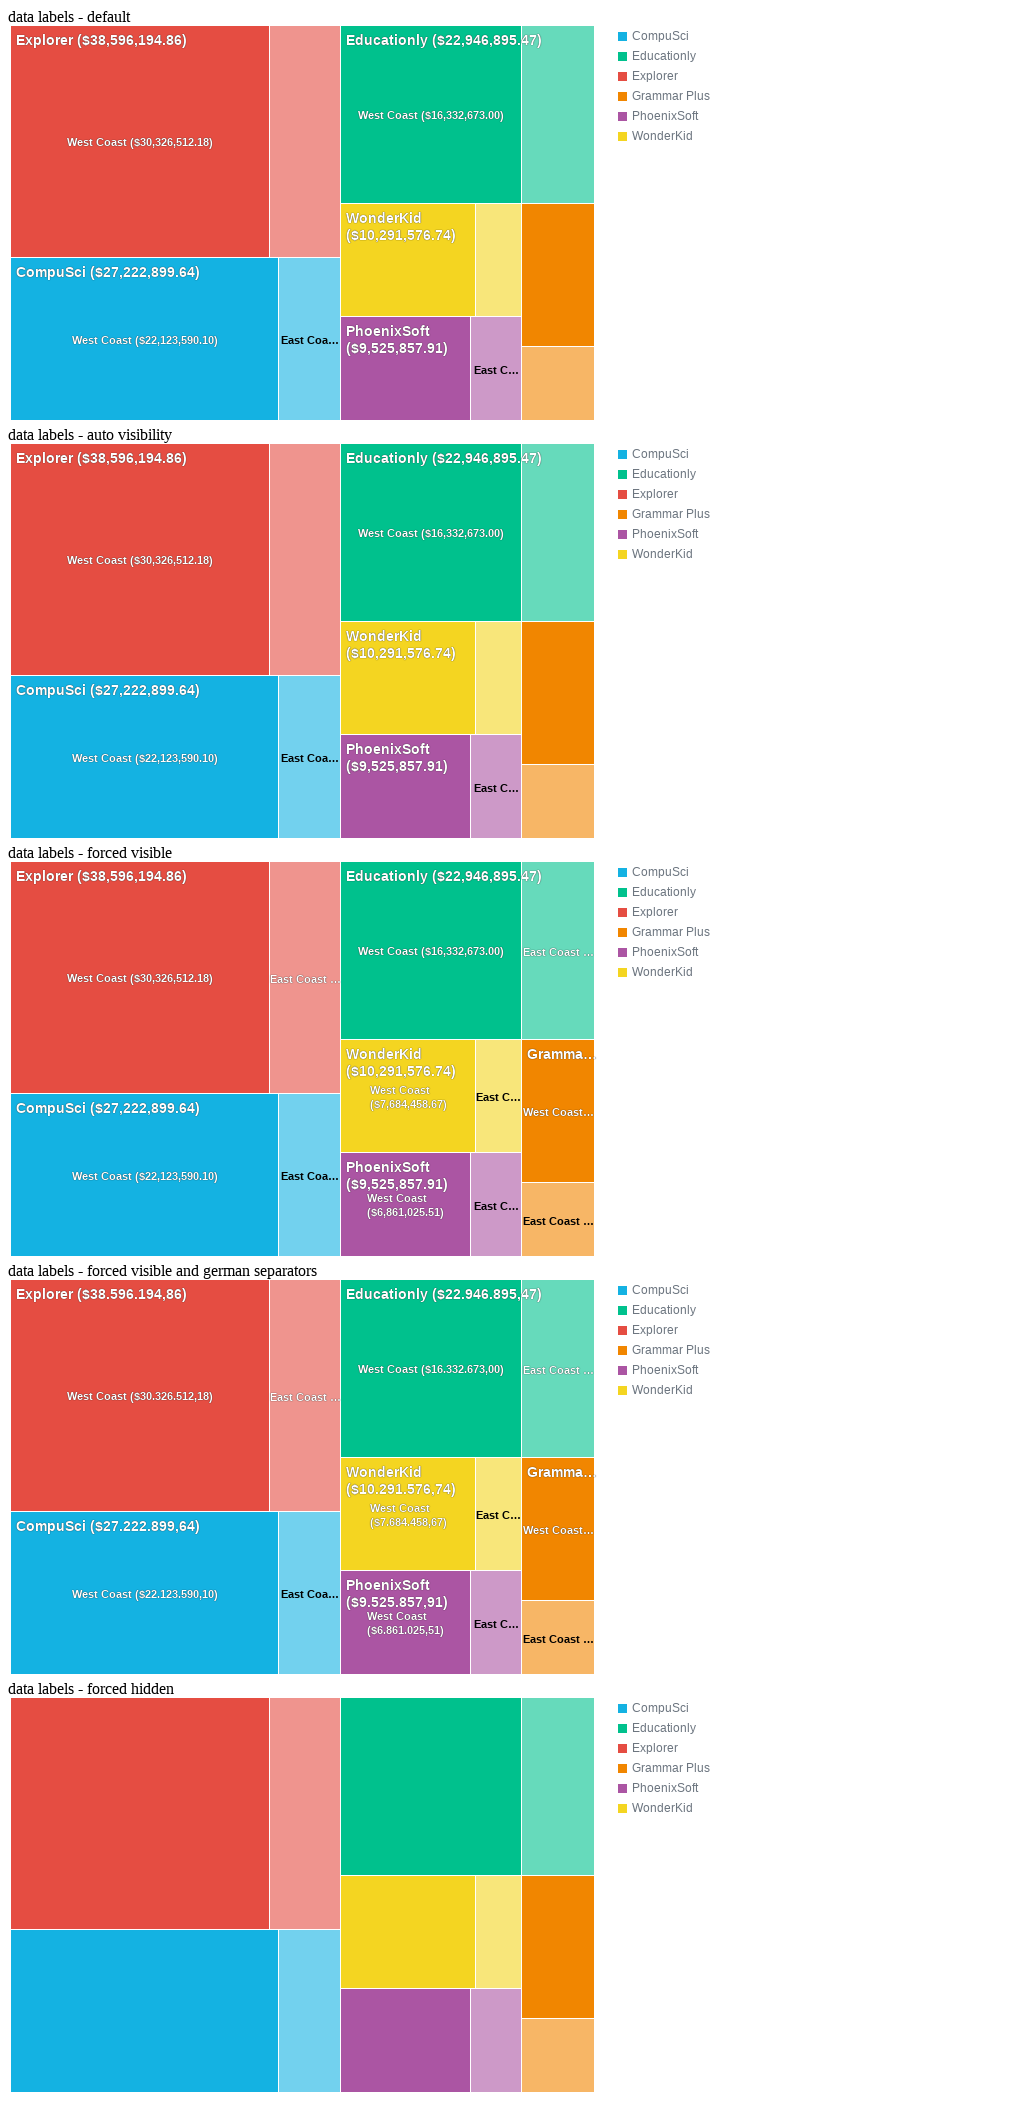 data labels - default
Explorer ($38,596,194.86)
West Coast ($30,326,512.18)
CompuSci ($27,222,899.64)
West Coast ($22,123,590.10)
East Coa...
Educationly ($22,946,895.47)
West Coast ($16,332,673.00)
WonderKid
($10,291,576.74)
PhoenixSoft
($9,525,857.91)
East C...
CompuSci
Educationly
Explorer
Grammar Plus
PhoenixSoft
WonderKid
data labels - auto visibility
Explorer ($38,596,194.86)
West Coast ($30,326,512.18)
CompuSci ($27,222,899.64)
West Coast ($22,123,590.10)
East Coa...
Educationly ($22,946,895.47)
West Coast ($16,332,673.00)
WonderKid
($10,291,576.74)
PhoenixSoft
($9,525,857.91)
East C...
CompuSci
Educationly
Explorer
Grammar Plus
PhoenixSoft
WonderKid
data labels - forced visible
Explorer ($38,596,194.86)
West Coast ($30,326,512.18)
East Coast ...
CompuSci ($27,222,899.64)
West Coast ($22,123,590.10)
East Coa...
Educationly ($22,946,895.47)
West Coast ($16,332,673.00)
East Coast ...
WonderKid
($10,291,576.74)
West Coast
($7,684,458.67)
East C...
PhoenixSoft
($9,525,857.91)
West Coast
($6,861,025.51)
East C...
Gramma...
West Coast...
East Coast ...
CompuSci
Educationly
Explorer
Grammar Plus
PhoenixSoft
WonderKid
data labels - forced visible and german separators
Explorer ($38.596.194,86)
West Coast ($30.326.512,18)
East Coast ...
CompuSci ($27.222.899,64)
West Coast ($22.123.590,10)
East Coa...
Educationly ($22.946.895,47)
West Coast ($16.332.673,00)
East Coast ...
WonderKid
($10.291.576,74)
West Coast
($7.684.458,67)
East C...
PhoenixSoft
($9.525.857,91)
West Coast
($6.861.025,51)
East C...
Gramma...
West Coast...
East Coast ...
CompuSci
Educationly
Explorer
Grammar Plus
PhoenixSoft
WonderKid
data labels - forced hidden
CompuSci
Educationly
Explorer
Grammar Plus
PhoenixSoft
WonderKid